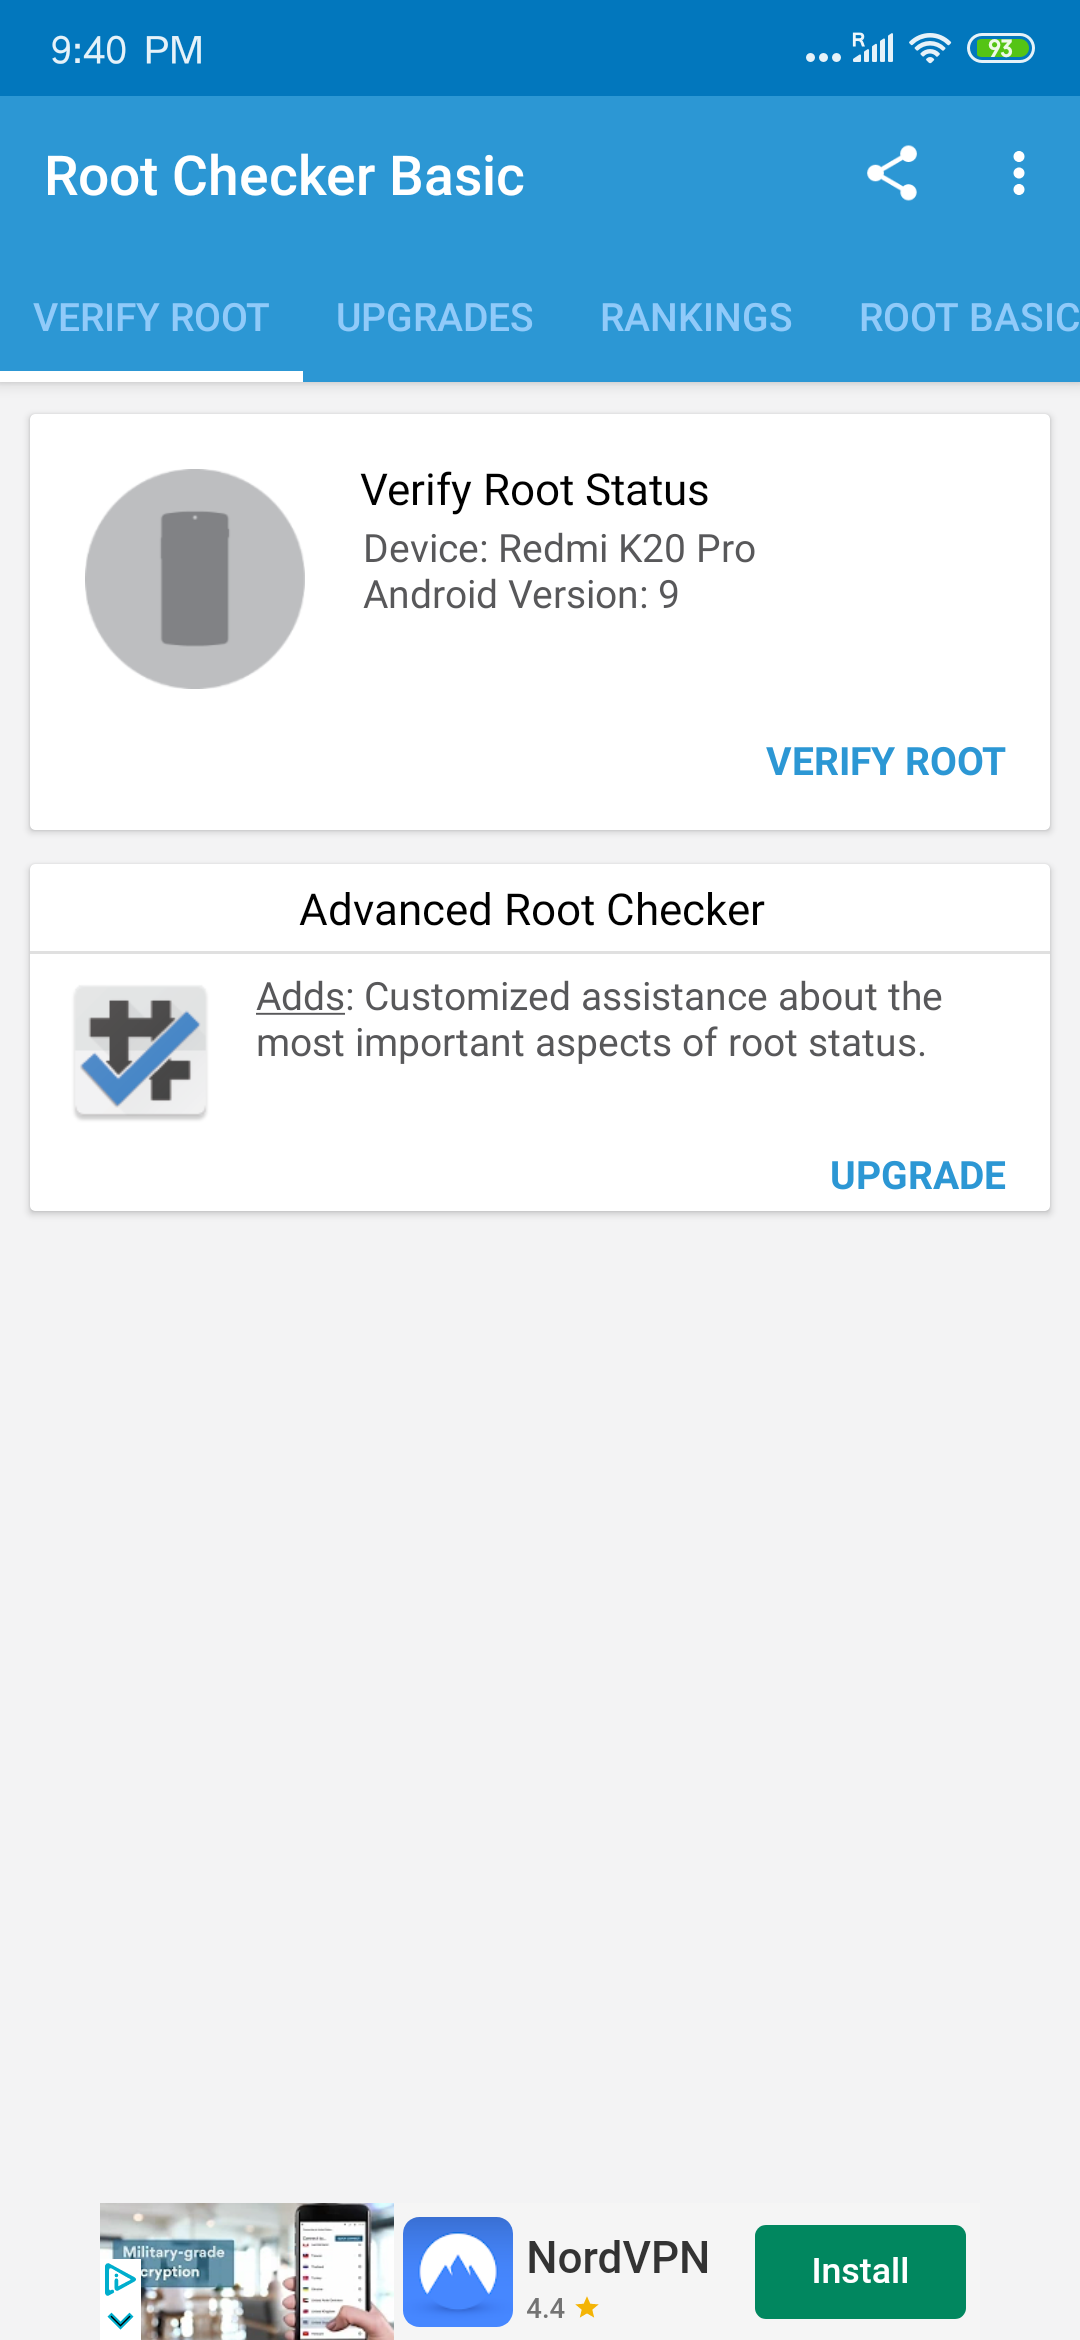 9:40 PM
R
93
Root Checker Basic
VERIFY ROOT
UPGRADES
RANKINGS
ROOT BASIC
Verify Root Status
Device: Redmi K20 Pro
Android Version: 9
VERIFY ROOT
Advanced Root Checker
Adds: Customized assistance about the
most important aspects of root status.
UPGRADE
Military-grade
cryption
NordVPN
4.4
Install